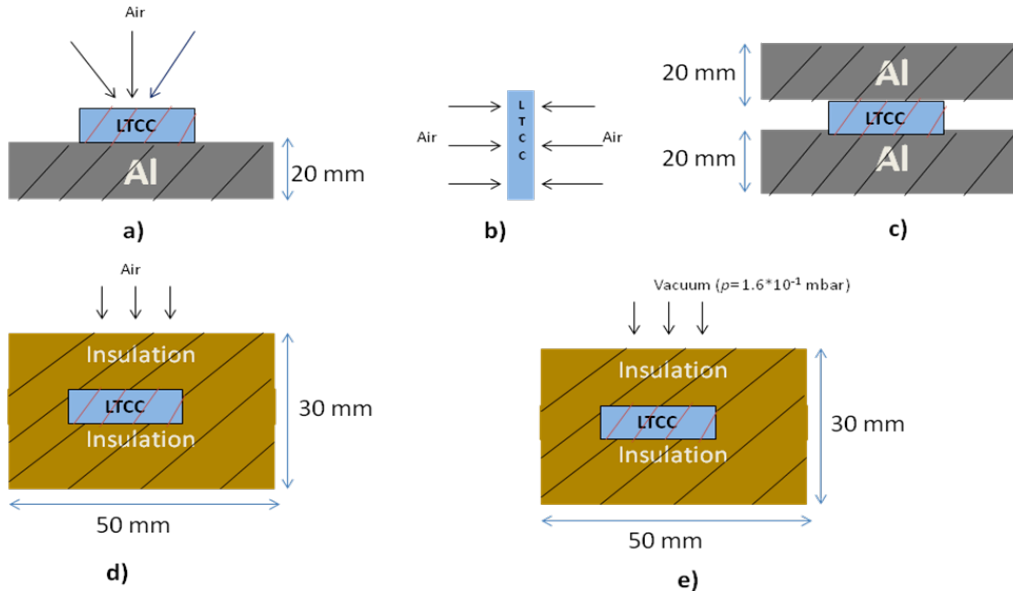 Air
LTCC
Al
20 mm
a)
L
T
C
C
Air
Air
b)
20 mm
Al
LTCC
20 mm
Al
c)
Air
Insulation
LTCC
Insulation
30 mm
50 mm
d)
Vacuum (p=1.6*10⁻¹ mbar)
Insulation
LTCC
Insulation
30 mm
50 mm
e)